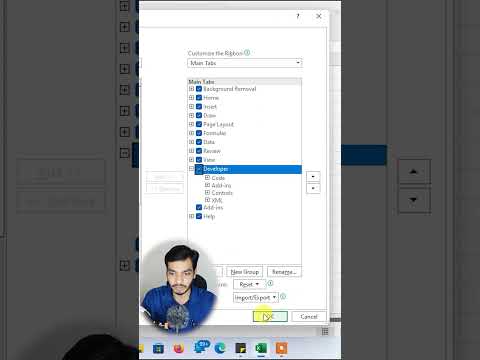 Customize the Ribbon
Main Tabs
Main Tabs
Background Removal
Home
Insert
Draw
Page Layout
Formulas
Data
Review
View
Developer
Code
Add-ins
Controls
XML
Add-ins
Help
New Group
Rename...
Reset
Import/Export
Cancel
99+